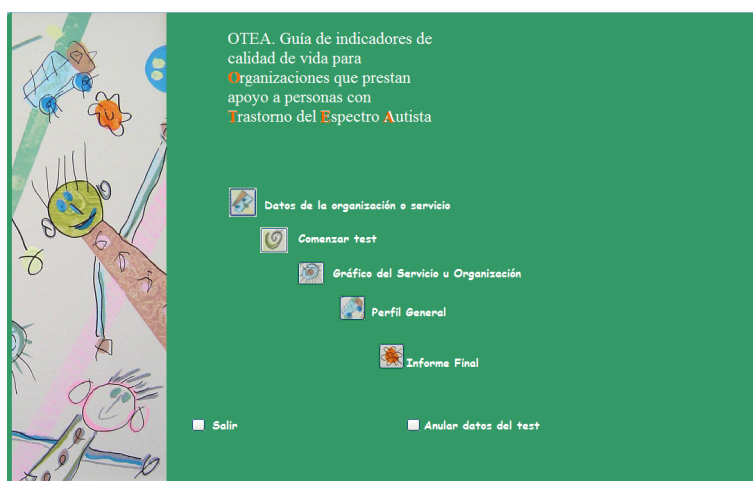 OTEA. Guía de indicadores de
calidad de vida para
Organizaciones que prestan
apoyo a personas con
Trastorno del Espectro Autista
Datos de la organización o servicio
Comenzar test
Gráfico del Servicio u Organización
Perfil General
Informe Final
Salir
Anular datos del test